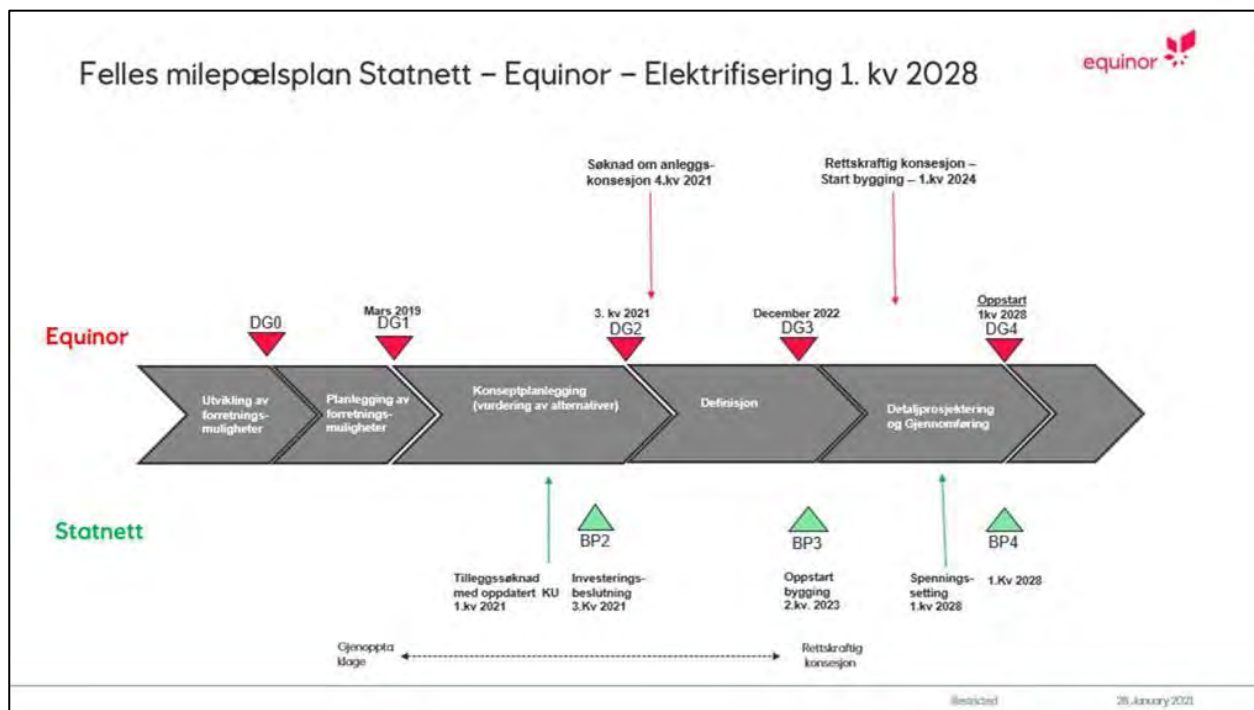 equinor
Felles milepælsplan Statnett – Equinor – Elektrifisering 1. kv 2028
Søknad om anleggs-
konsesjon 4.kv 2021
Rettskraftig konsesjon –
Start bygging – 1.kv 2024
Equinor
DG0
Mars 2019
DG1
3. kv 2021
DG2
December 2022
DG3
Oppstart
1kv 2028
DG4
Utvikling av
forretnings-
muligheter
Planlegging av
forretnings-
muligheter
Konseptplanlegging
(vurdering av alternativer)
Definisjon
Detaljprosjektering
og Gjennomføring
Statnett
BP2
BP3
BP4
Tilleggssøknad
med oppdatert KU
1.kv 2021
Investerings-
beslutning
3.Kv 2021
Oppstart
bygging
2.kv. 2023
Spennings-
setting
1.kv 2028
1.Kv 2028
Gjenoppta
klage
Rettskraftig
konsesjon
Restricted
28 January 2021